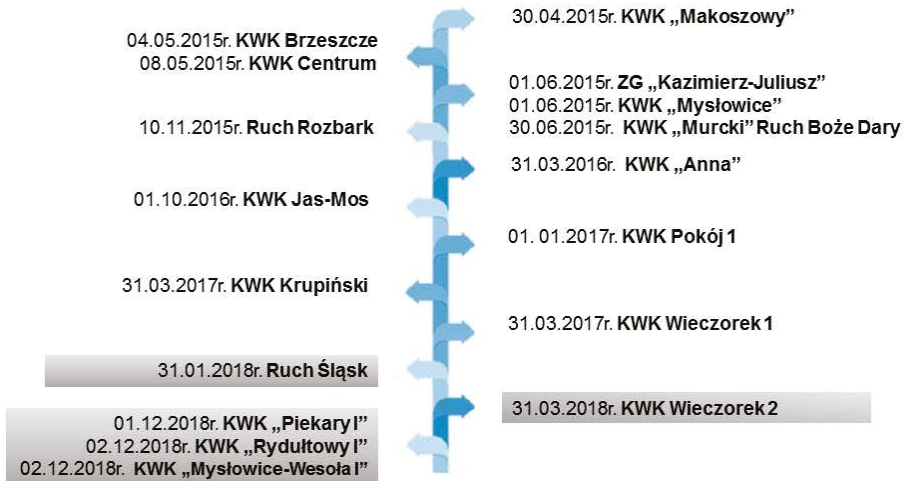 30.04.2015r. KWK „Makoszowy”
04.05.2015r. KWK Brzeszcze
08.05.2015r. KWK Centrum
01.06.2015r. ZG „Kazimierz-Juliusz”
01.06.2015r. KWK „Mysłowice”
30.06.2015r. KWK „Murcki” Ruch Boże Dary
10.11.2015r. Ruch Rozbark
31.03.2016r. KWK „Anna”
01.10.2016r. KWK Jas-Mos
01. 01.2017r. KWK Pokój 1
31.03.2017r. KWK Krupiński
31.03.2017r. KWK Wieczorek 1
31.01.2018r. Ruch Śląsk
31.03.2018r. KWK Wieczorek 2
01.12.2018r. KWK „Piekary I”
02.12.2018r. KWK „Rydułtowy I”
02.12.2018r. KWK „Mysłowice-Wesoła I”